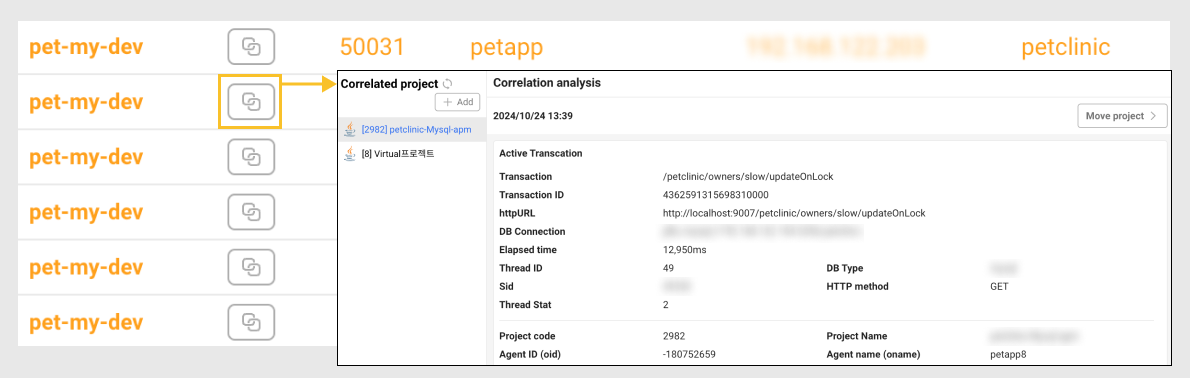 pet-my-dev 50031 petapp petclinic
pet-my-dev
pet-my-dev
pet-my-dev
pet-my-dev
pet-my-dev
Correlated project
+ Add
[2982] petclinic-Mysql-apm
[8] Virtual프로젝트
Correlation analysis
2024/10/24 13:39 Move project
Active Transcation
Transaction /petclinic/owners/slow/updateOnLock
Transaction ID 4362591315698310000
httpURL http://localhost:9007/petclinic/owners/slow/updateOnLock
DB Connection
Elapsed time 12,950ms
Thread ID 49 DB Type
Sid HTTP method GET
Thread Stat 2
Project code 2982 Project Name
Agent ID (oid) -180752659 Agent name (oname) petapp8